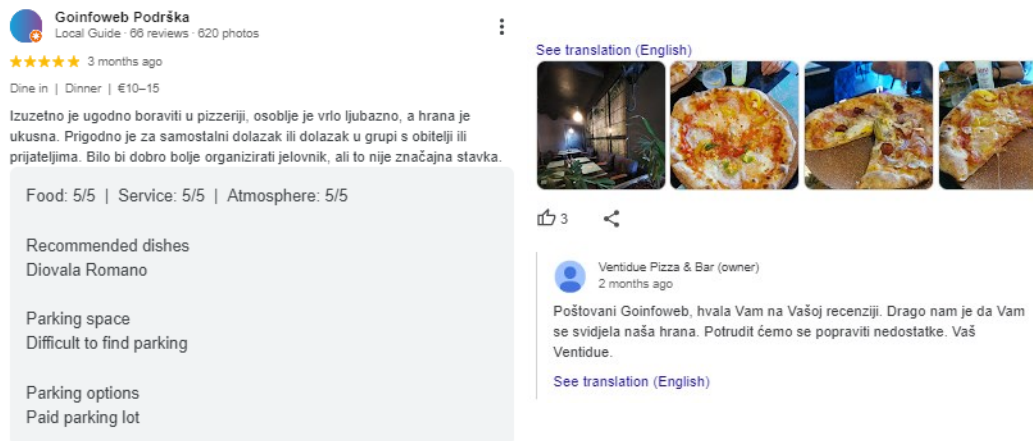 Goinfoweb Podrška
Local Guide · 66 reviews · 620 photos
3 months ago
Dine in | Dinner | €10–15
Izuzetno je ugodno boraviti u pizzeriji, osoblje je vrlo ljubazno, a hrana je
ukusna. Prigodno je za samostalni dolazak ili dolazak u grupi s obitelji ili
prijateljima. Bilo bi dobro bolje organizirati jelovnik, ali to nije značajna stavka.
Food: 5/5 | Service: 5/5 | Atmosphere: 5/5
Recommended dishes
Diovala Romano
Parking space
Difficult to find parking
Parking options
Paid parking lot
See translation (English)
3
Ventidue Pizza & Bar (owner)
2 months ago
Poštovani Goinfoweb, hvala Vam na Vašoj recenziji. Drago nam je da Vam
se svidjela naša hrana. Potrudit ćemo se popraviti nedostatke. Vaš
Ventidue.
See translation (English)